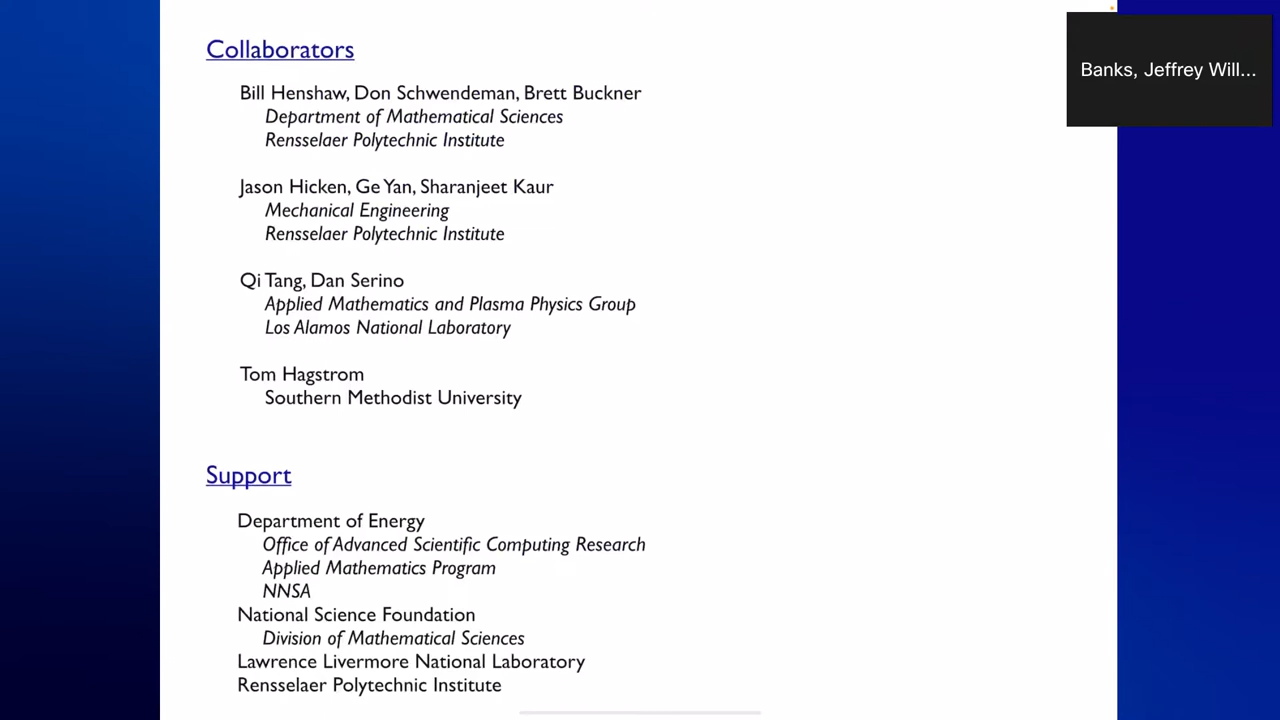 Collaborators
Bill Henshaw, Don Schwendeman, Brett Buckner
Department of Mathematical Sciences
Rensselaer Polytechnic Institute
Jason Hicken, Ge Yan, Sharanjeet Kaur
Mechanical Engineering
Rensselaer Polytechnic Institute
Qi Tang, Dan Serino
Applied Mathematics and Plasma Physics Group
Los Alamos National Laboratory
Tom Hagstrom
Southern Methodist University
Support
Department of Energy
Office of Advanced Scientific Computing Research
Applied Mathematics Program
NNSA
National Science Foundation
Division of Mathematical Sciences
Lawrence Livermore National Laboratory
Rensselaer Polytechnic Institute
Banks, Jeffrey Will...